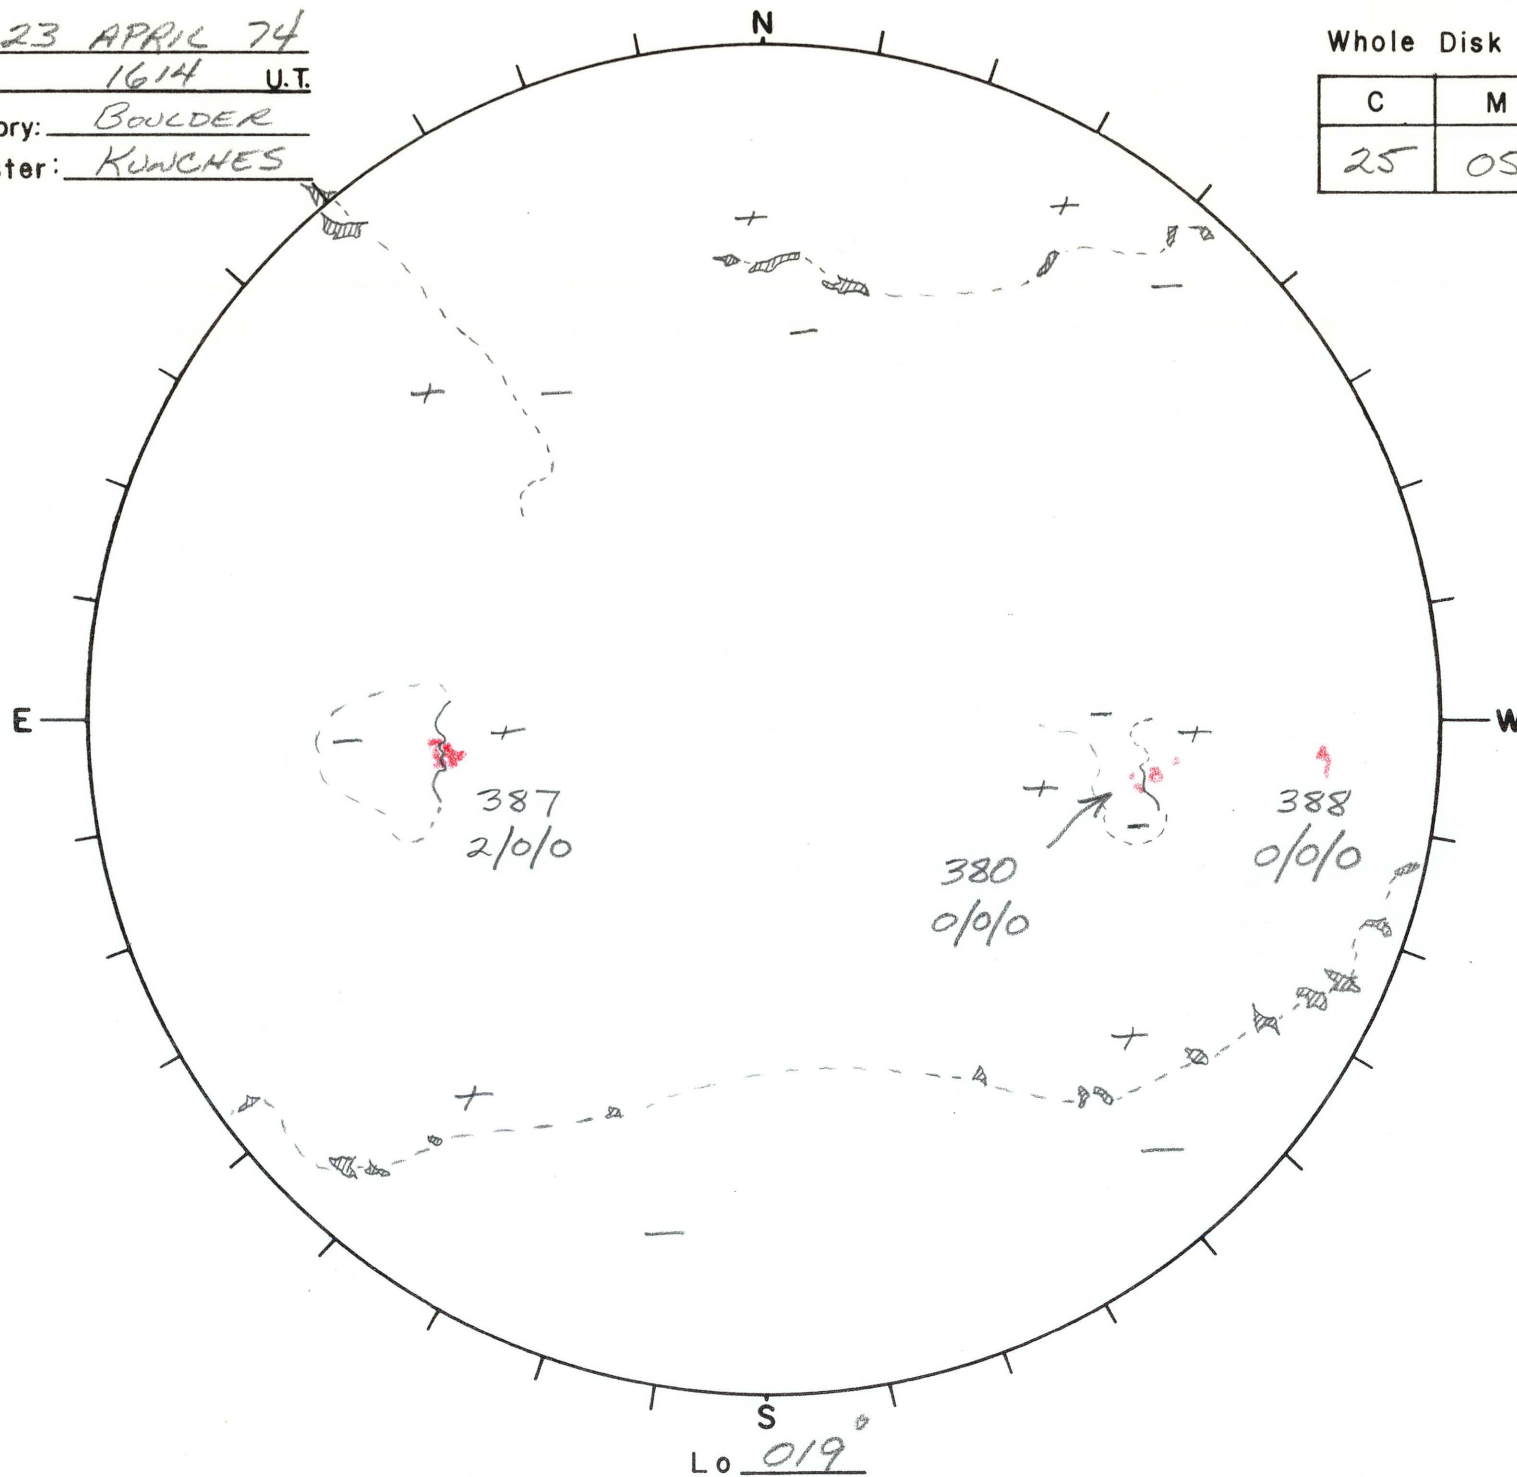 23 APRIL 74
1614 U.T.
ory: BOULDER
ster: KUNCHES
N
Whole Disk
C M
25 05
+ +
− −
+ −
E
W
− +
387
2/0/0
− +
+
−
380
0/0/0
388
0/0/0
+
+
−
−
S
Lo 019°